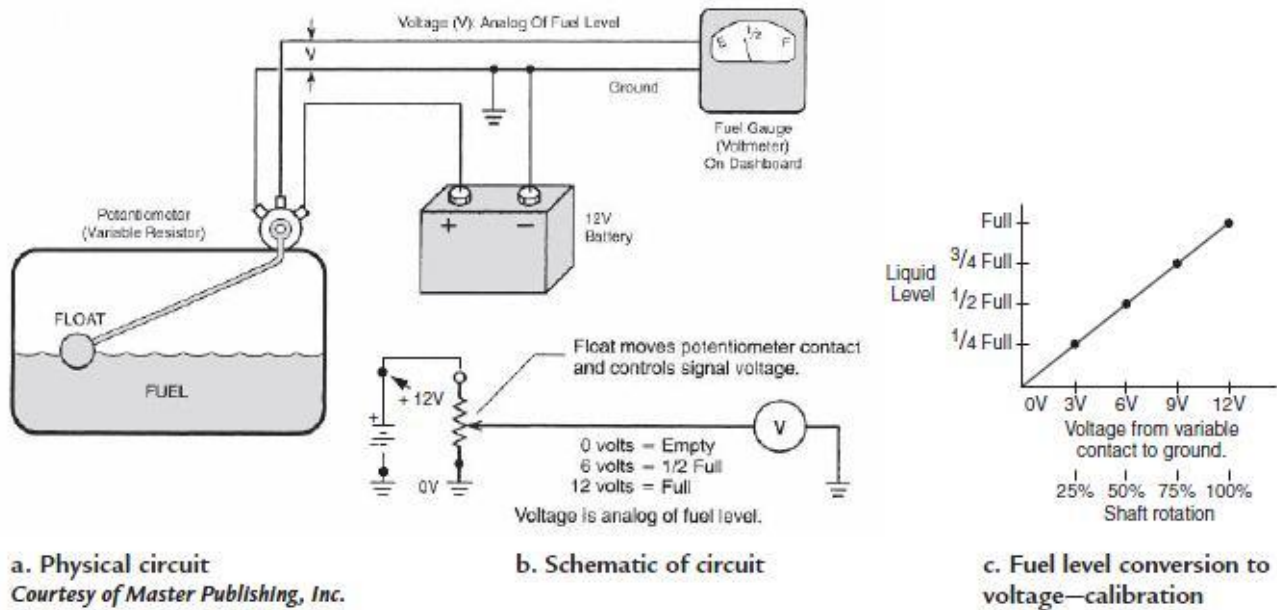 Voltage (V): Analog Of Fuel Level
V
Ground
E 1/2 F
Fuel Gauge
(Voltmeter)
On Dashboard
Potentiometer
(Variable Resistor)
+ −
12V
Battery
FLOAT
FUEL
Float moves potentiometer contact
and controls signal voltage.
+ 12V
+
V
0 volts = Empty
6 volts = 1/2 Full
12 volts = Full
0V
Voltage is analog of fuel level.
Liquid
Level
Full
3/4 Full
1/2 Full
1/4 Full
0V 3V 6V 9V 12V
Voltage from variable
contact to ground.
25% 50% 75% 100%
Shaft rotation
a. Physical circuit
Courtesy of Master Publishing, Inc.
b. Schematic of circuit
c. Fuel level conversion to
voltage—calibration